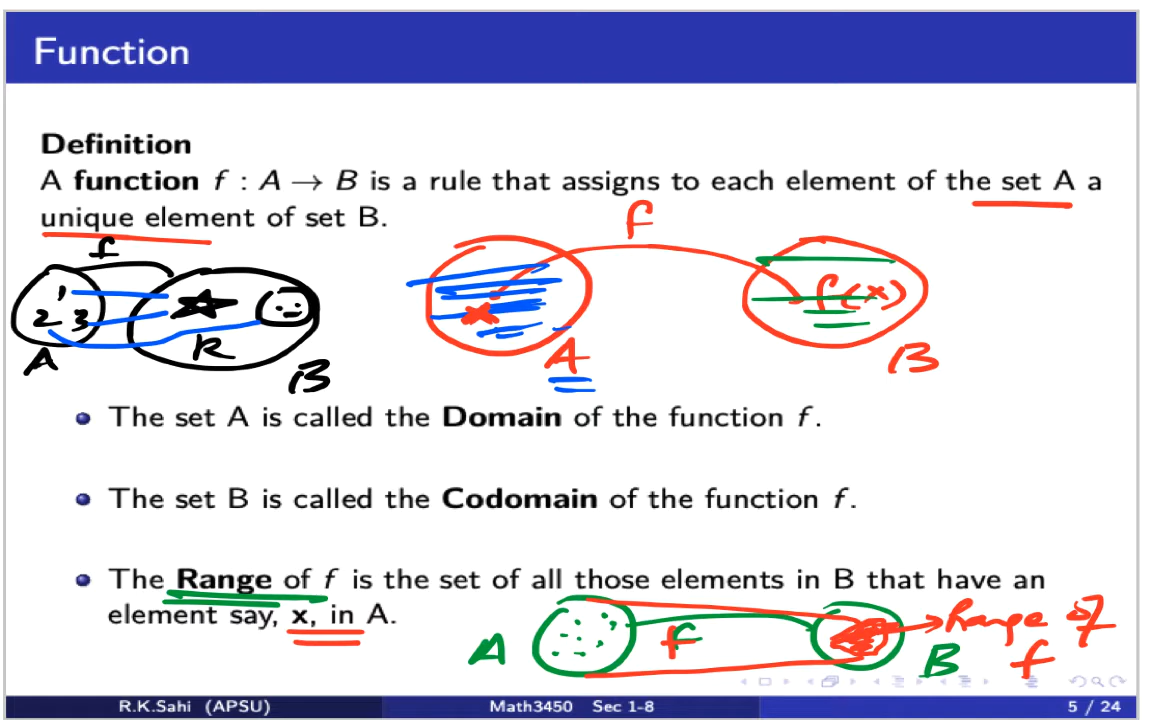 Function
Definition
A function f : A → B is a rule that assigns to each element of the set A a
unique element of set B.
f
f
1
2 3
R
x
f(x)
A
B
A
B
The set A is called the Domain of the function f.
The set B is called the Codomain of the function f.
The Range of f is the set of all those elements in B that have an
element say, x, in A.
A
f
B
Range of
f
R.K.Sahi (APSU)
Math3450 Sec 1-8
5 / 24